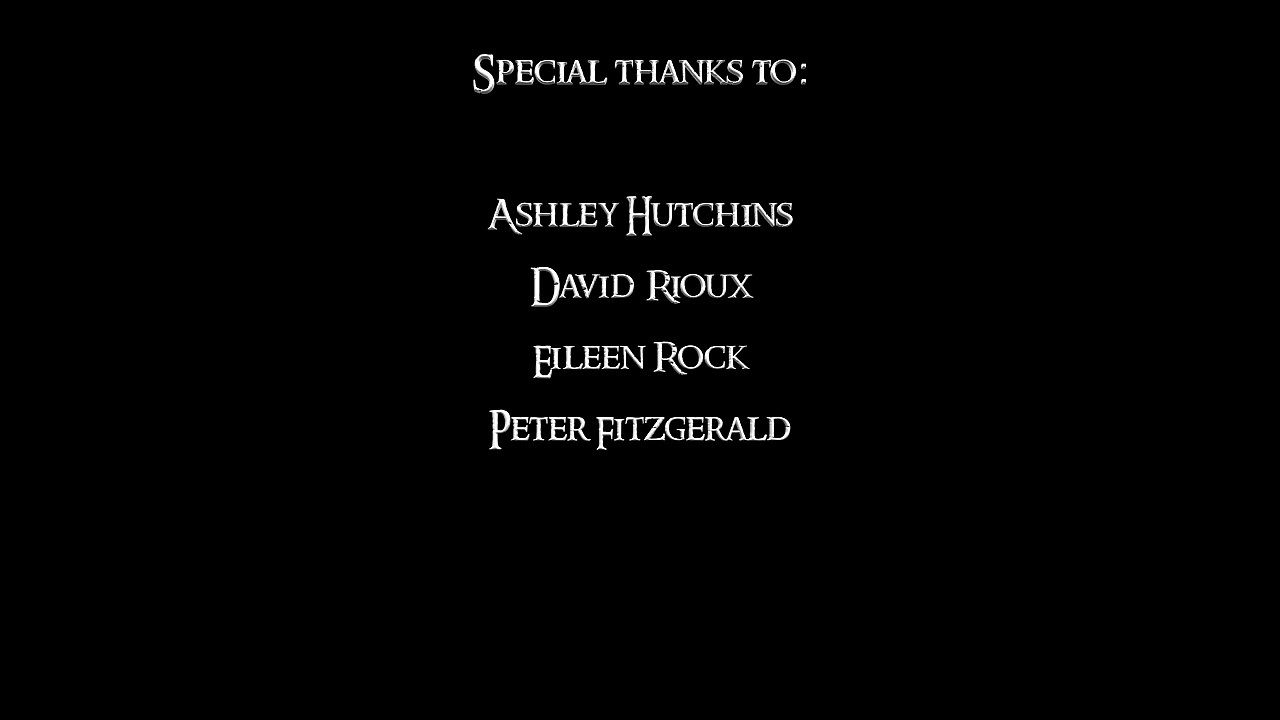 Special thanks to:
Ashley Hutchins
David Rioux
Eileen Rock
Peter Fitzgerald